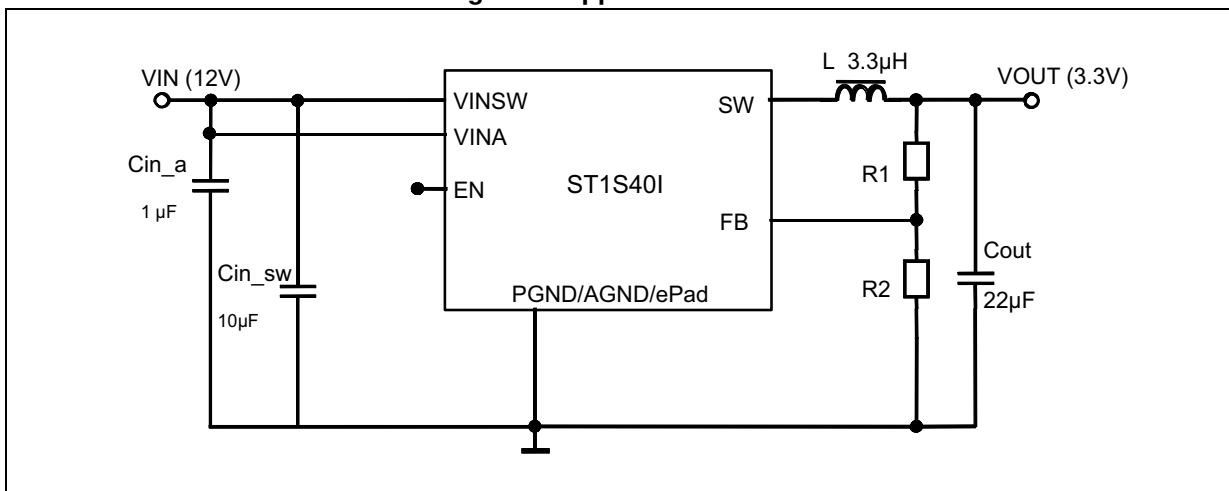 L 3.3µH
VIN (12V)
VOUT (3.3V)
VINSW
SW
VINA
Cin_a
R1
EN
ST1S40I
1 µF
FB
Cout
Cin_sw
R2
PGND/AGND/ePad
22µF
10µF